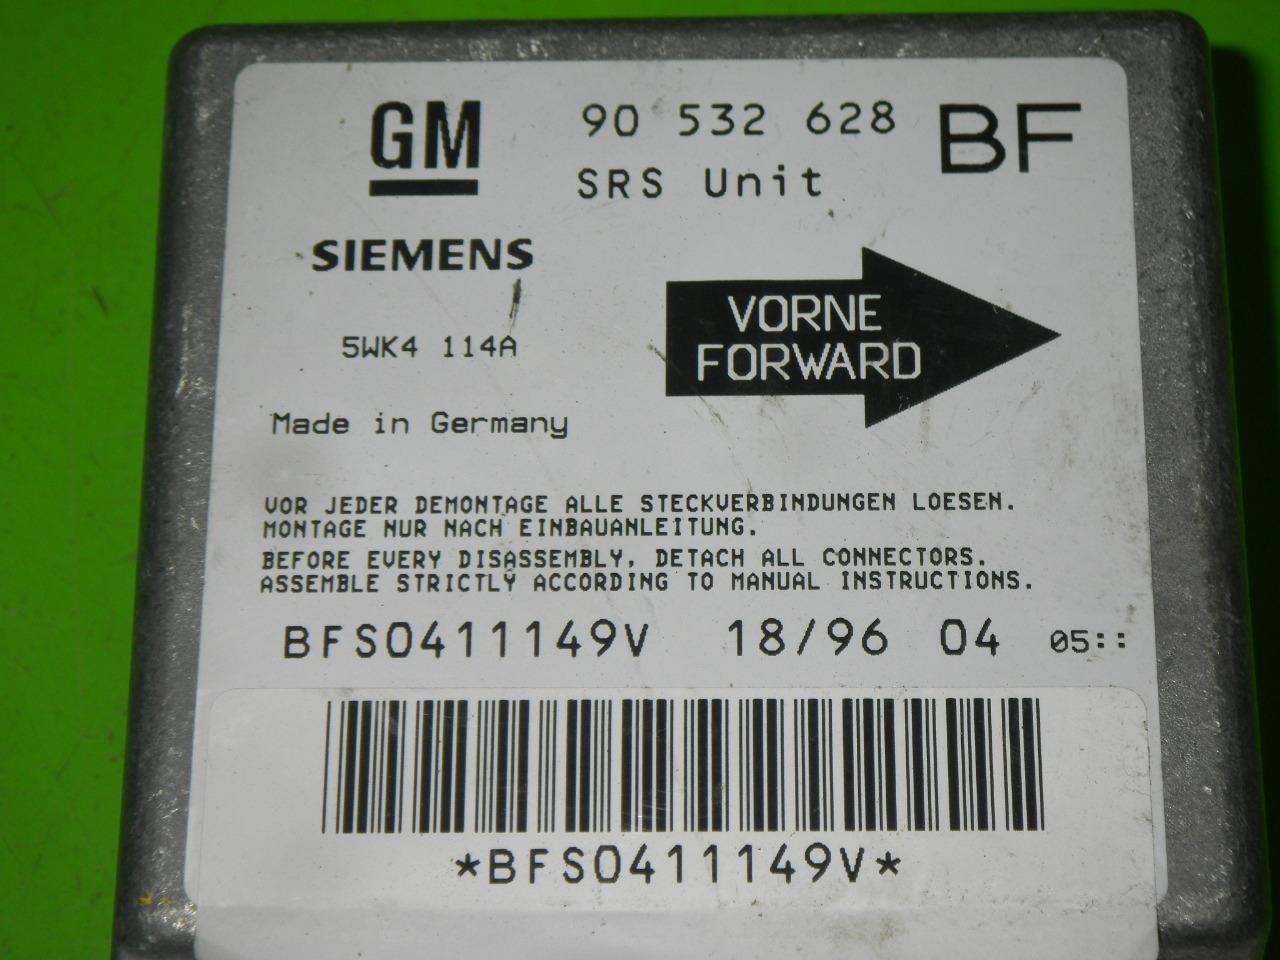 GM 90 532 628 BF
SRS Unit
SIEMENS
VORNE
FORWARD
5WK4 114A
Made in Germany
VOR JEDER DEMONTAGE ALLE STECKVERBINDUNGEN LOESEN.
MONTAGE NUR NACH EINBAUANLEITUNG.
BEFORE EVERY DISASSEMBLY, DETACH ALL CONNECTORS.
ASSEMBLE STRICTLY ACCORDING TO MANUAL INSTRUCTIONS.
BFS0411149V 18/96 04 05::
*BFS0411149V*